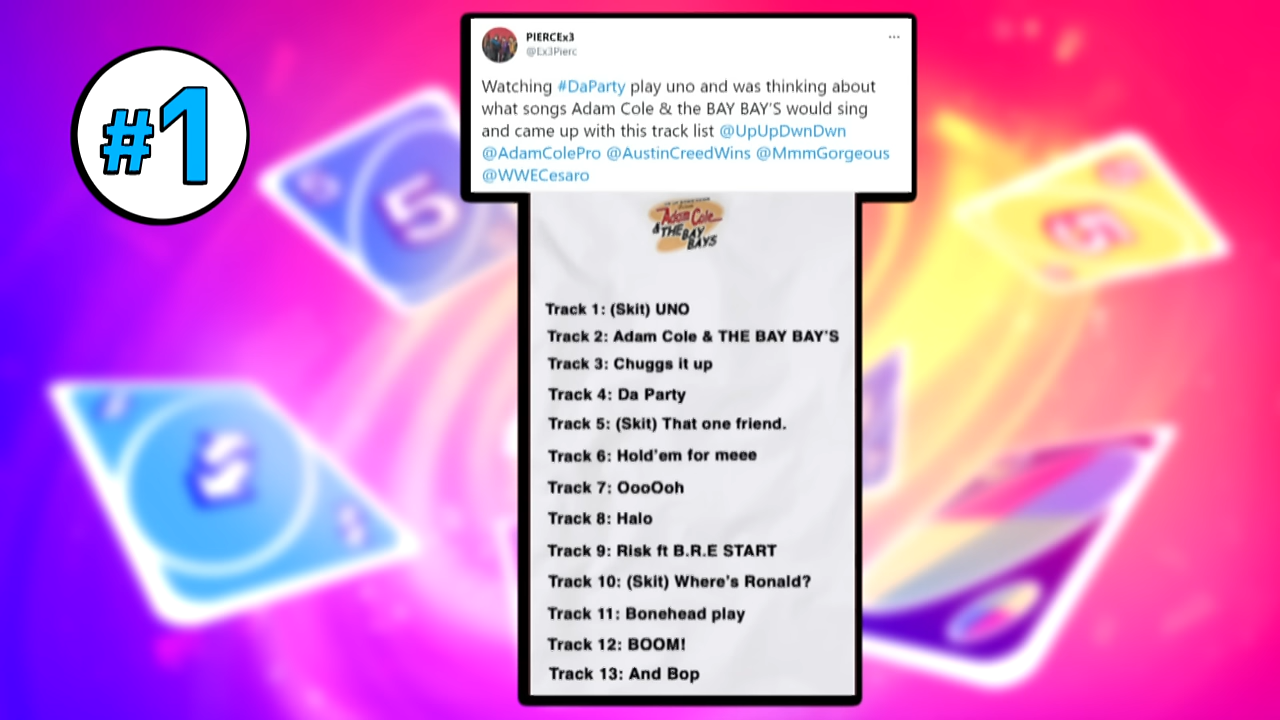 #1
PIERCEx3
@Ex3Pierc
Watching #DaParty play uno and was thinking about
what songs Adam Cole & the BAY BAY'S would sing
and came up with this track list @UpUpDwnDwn
@AdamColePro @AustinCreedWins @MmmGorgeous
@WWECesaro
Adam Cole
& THE BAY
BAYS
Track 1: (Skit) UNO
Track 2: Adam Cole & THE BAY BAY'S
Track 3: Chuggs it up
Track 4: Da Party
Track 5: (Skit) That one friend.
Track 6: Hold'em for meee
Track 7: OooOoh
Track 8: Halo
Track 9: Risk ft B.R.E START
Track 10: (Skit) Where's Ronald?
Track 11: Bonehead play
Track 12: BOOM!
Track 13: And Bop
5
5